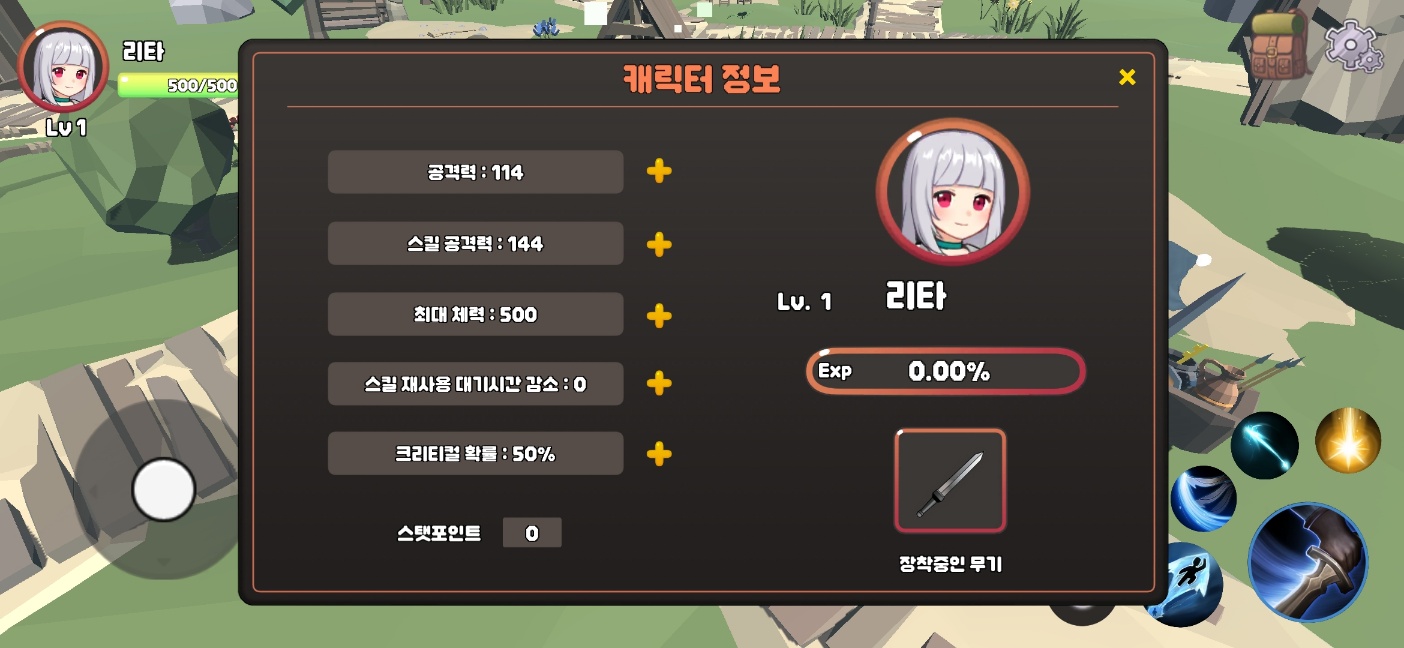 리타
500/500
Lv 1
캐릭터 정보
공격력 : 114
스킬 공격력 : 144
최대 체력 : 500
스킬 재사용 대기시간 감소 : 0
크리티컬 확률 : 50%
스탯포인트 0
Lv. 1 리타
Exp 0.00%
장착중인 무기